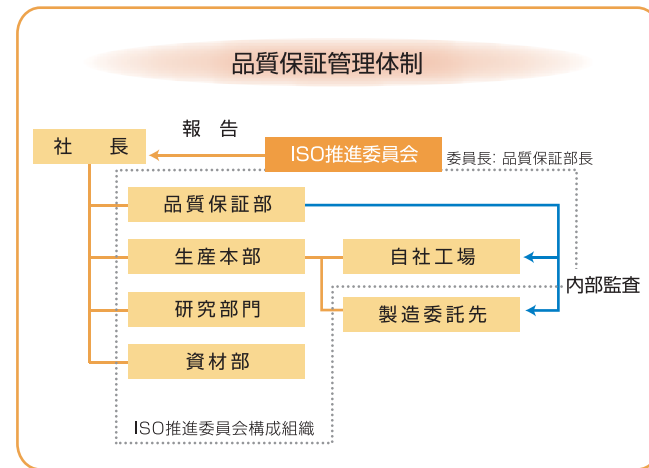 品質保証管理体制
報 告
社 長
ISO推進委員会
委員長: 品質保証部長
品質保証部
生産本部
自社工場
内部監査
研究部門
製造委託先
資材部
ISO推進委員会構成組織